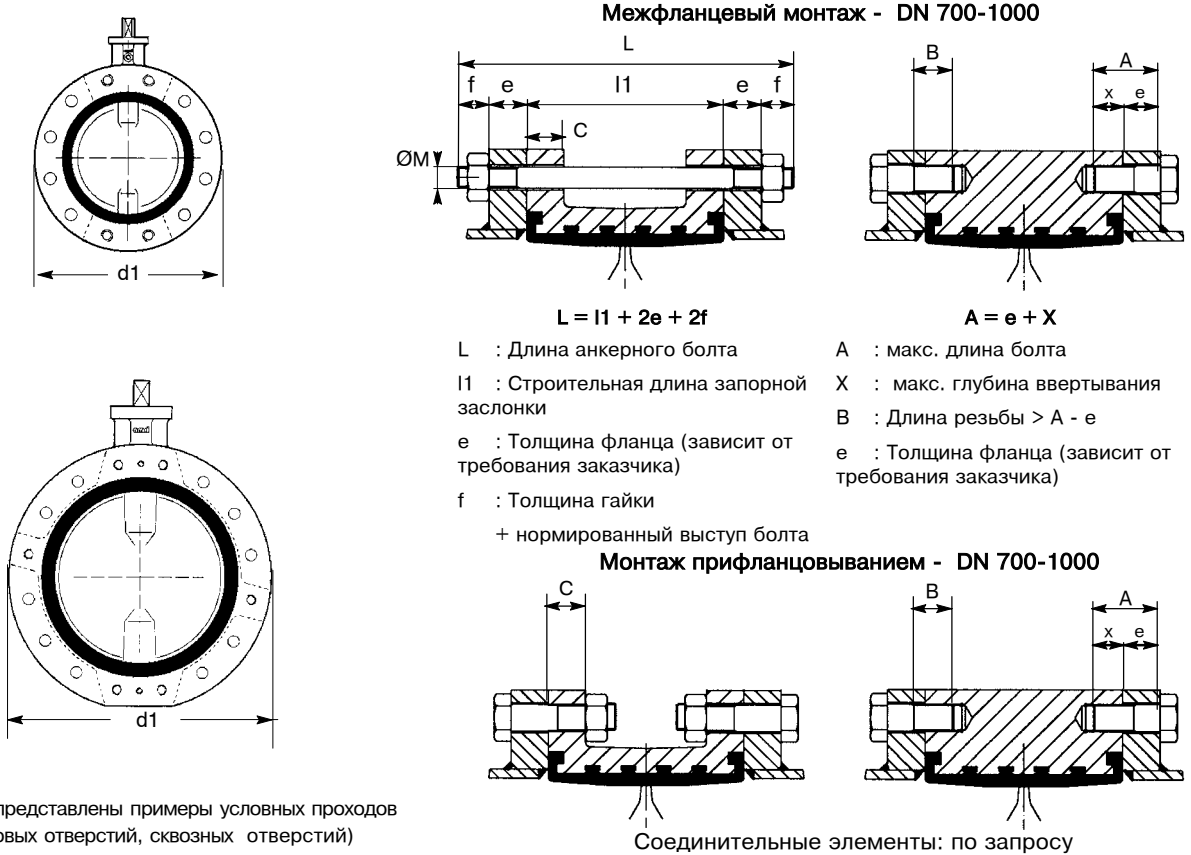 Межфланцевый монтаж - DN 700-1000
L
f e l1 e f
C
ØM
B
A
x e
d1
L = l1 + 2e + 2f
L : Длина анкерного болта
l1 : Строительная длина запорной
заслонки
e : Толщина фланца (зависит от
требования заказчика)
f : Толщина гайки
+ нормированный выступ болта
A = e + X
A : макс. длина болта
X : макс. глубина ввертывания
B : Длина резьбы > A - e
e : Толщина фланца (зависит от
требования заказчика)
Монтаж прифланцовыванием - DN 700-1000
C
B
A
x e
d1
представлены примеры условных проходов
овых отверстий, сквозных отверстий)
Соединительные элементы: по запросу